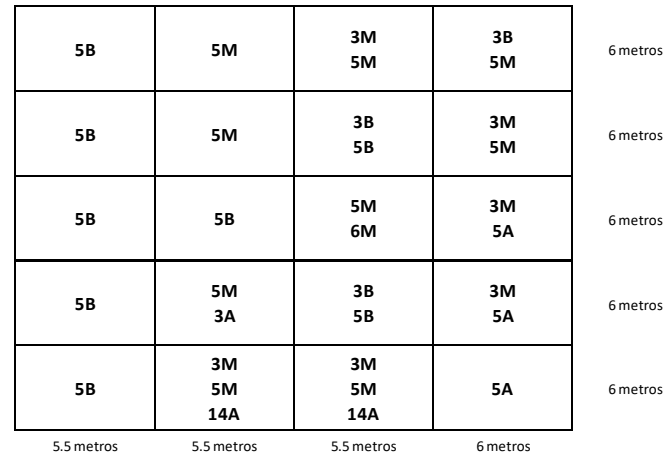 5B 5M 3M 3B 6 metros
5M 5M
5B 5M 3B 3M 6 metros
5B 5M
5B 5B 5M 3M 6 metros
6M 5A
5B 5M 3B 3M 6 metros
3A 5B 5A
5B 3M 3M 5A 6 metros
5M 5M
14A 14A
5.5 metros 5.5 metros 5.5 metros 6 metros